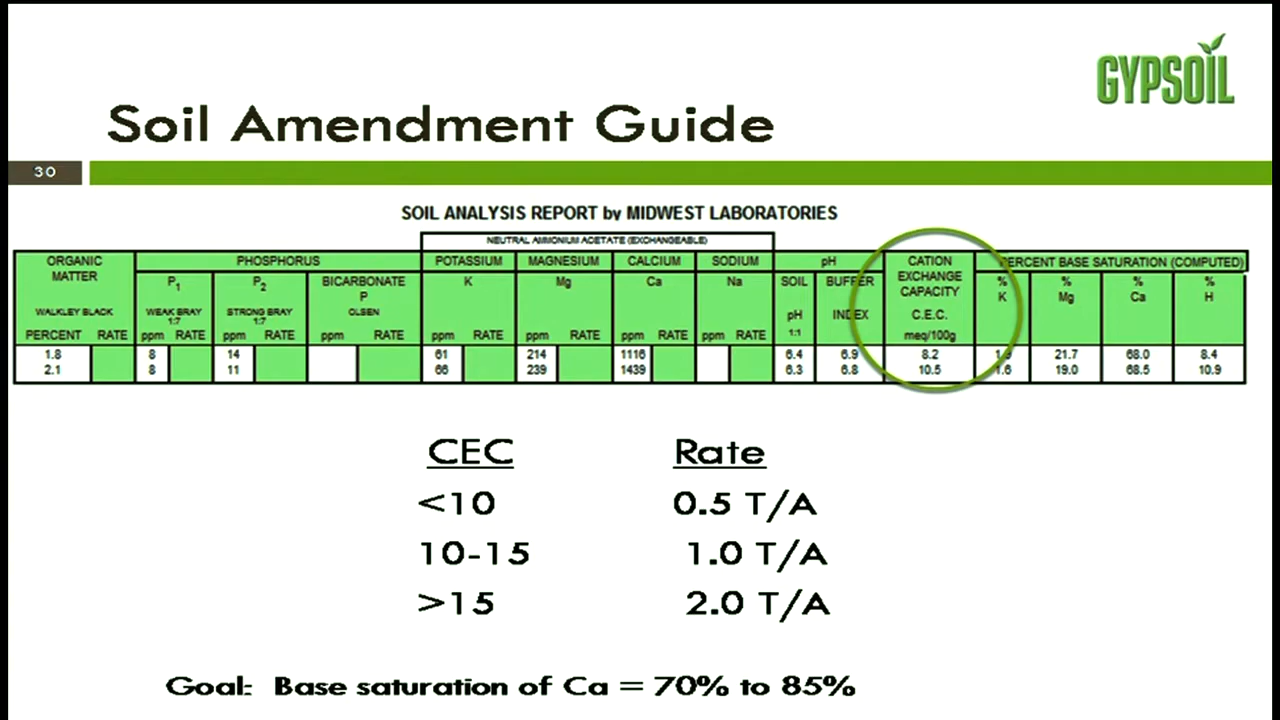 GYPSOIL
Soil Amendment Guide
30
SOIL ANALYSIS REPORT by MIDWEST LABORATORIES
NEUTRAL AMMONIUM ACETATE (EXCHANGEABLE)
ORGANIC MATTER PHOSPHORUS POTASSIUM MAGNESIUM CALCIUM SODIUM pH CATION EXCHANGE CAPACITY PERCENT BASE SATURATION (COMPUTED)
P1 P2 BICARBONATE P K Mg Ca Na SOIL pH BUFFER INDEX C.E.C. % K % Mg % Ca % H
WALKLEY BLACK WEAK BRAY 1:7 STRONG BRAY 1:7 OLSEN 1:1
PERCENT RATE ppm RATE ppm RATE ppm RATE ppm RATE ppm RATE ppm RATE ppm RATE meq/100g
1.8 8 14 61 214 1116 6.4 6.9 8.2 21.7 68.0 8.4
2.1 8 11 66 239 1439 6.3 6.8 10.5 1.6 19.0 68.5 10.9
CEC Rate
<10 0.5 T/A
10-15 1.0 T/A
>15 2.0 T/A
Goal: Base saturation of Ca = 70% to 85%